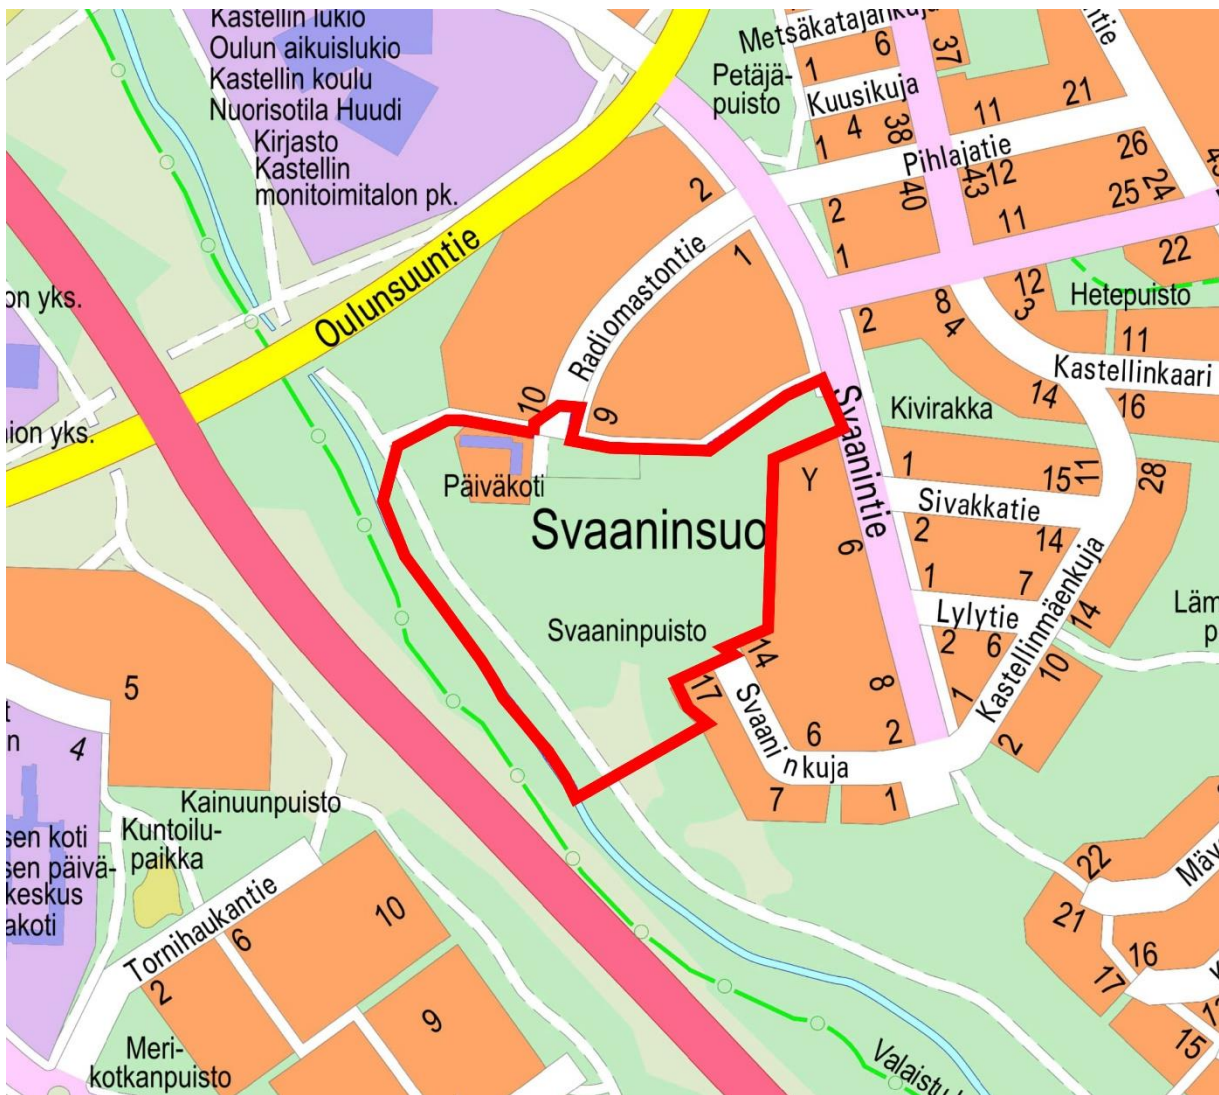 Kastellin lukio
Oulun aikuislukio
Kastellin koulu
Nuorisotila Huudi
Kirjasto
Kastellin
monitoimitalon pk.
Metsäkatajankuja
6
37
1
Petäjä-
puisto
Kuusikuja
11
21
1
4
38
Pihlajatie
26
2
40
43
12
25
24
2
1
11
1
22
Oulunsuuntie
Radiomastontie
on yks.
8
12
Hetepuisto
2
4
3
11
Kastellinkaari
14
16
10
9
Svaanintie
Kivirakka
ion yks.
Y
1
15
11
28
Päiväkoti
Sivakkatie
Svaaninsuo
2
14
6
1
7
Kastellinmäenkuja
Lylytie
14
Läm
p
Svaaninpuisto
2
6
10
14
17
8
1
5
Svaaninkuja
6
2
2
t
n
4
7
1
Kainuunpuisto
Kuntoilu-
paikka
sen koti
sen päivä-
keskus
akoti
22
Mäv
21
10
Tornihaukantie
6
16
2
17
9
15
Meri-
kotkanpuisto
Valaistu